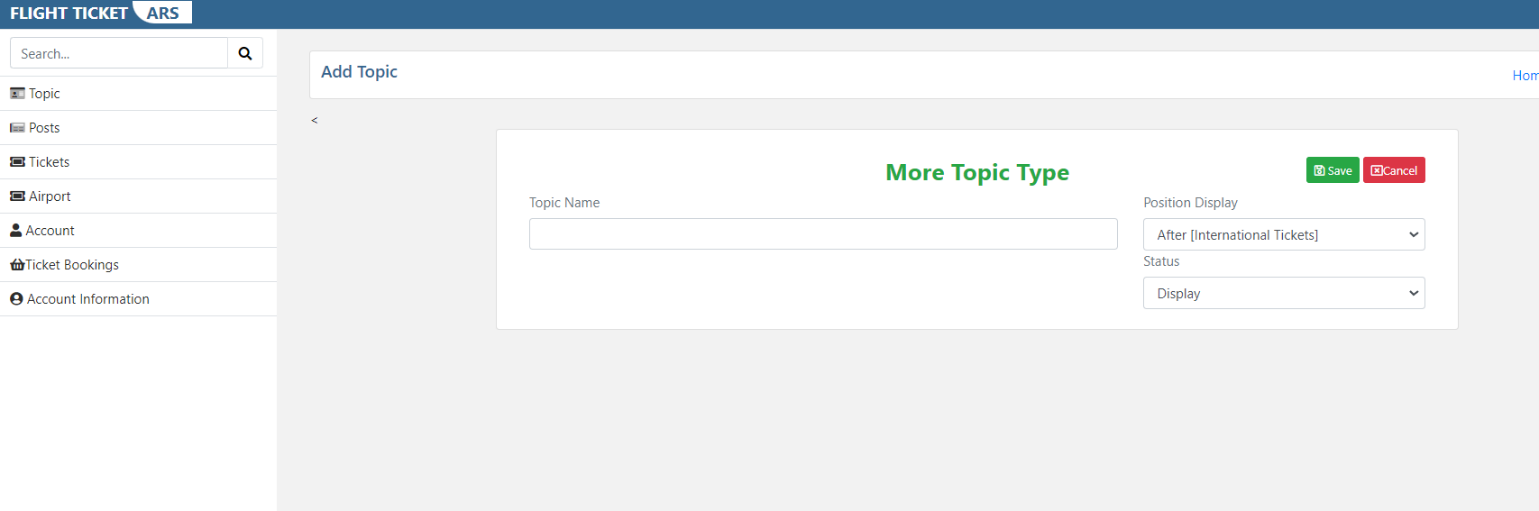 FLIGHT TICKET ARS
Search...
Topic
Posts
Tickets
Airport
Account
Ticket Bookings
Account Information
Add Topic
Hom
<
More Topic Type
Save
Cancel
Topic Name
Position Display
After [International Tickets]
Status
Display